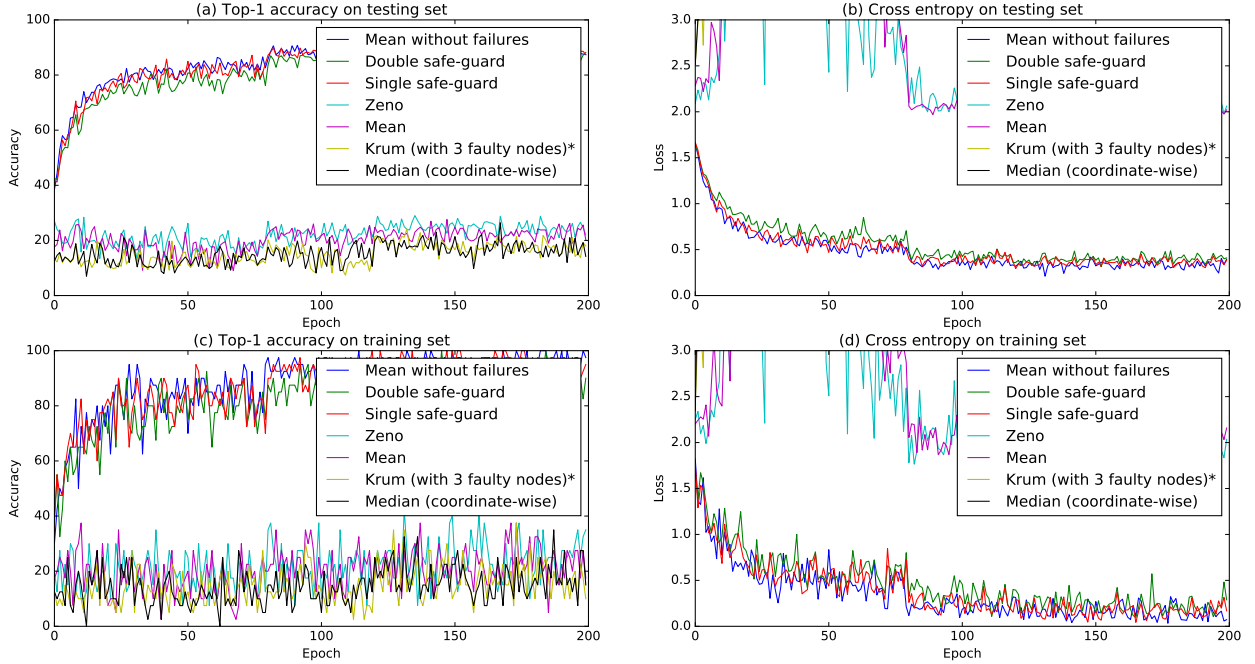 (a) Top-1 accuracy on testing set
100
80
60
40
20
0
Accuracy
Mean without failures
Double safe-guard
Single safe-guard
Zeno
Mean
Krum (with 3 faulty nodes)*
Median (coordinate-wise)
0 50 100 150 200
Epoch
(b) Cross entropy on testing set
3.0
2.5
2.0
1.5
1.0
0.5
0.0
Loss
Mean without failures
Double safe-guard
Single safe-guard
Zeno
Mean
Krum (with 3 faulty nodes)*
Median (coordinate-wise)
0 50 100 150 200
Epoch
(c) Top-1 accuracy on training set
100
80
60
40
20
0
Accuracy
Mean without failures
Double safe-guard
Single safe-guard
Zeno
Mean
Krum (with 3 faulty nodes)*
Median (coordinate-wise)
0 50 100 150 200
Epoch
(d) Cross entropy on training set
3.0
2.5
2.0
1.5
1.0
0.5
0.0
Loss
Mean without failures
Double safe-guard
Single safe-guard
Zeno
Mean
Krum (with 3 faulty nodes)*
Median (coordinate-wise)
0 50 100 150 200
Epoch